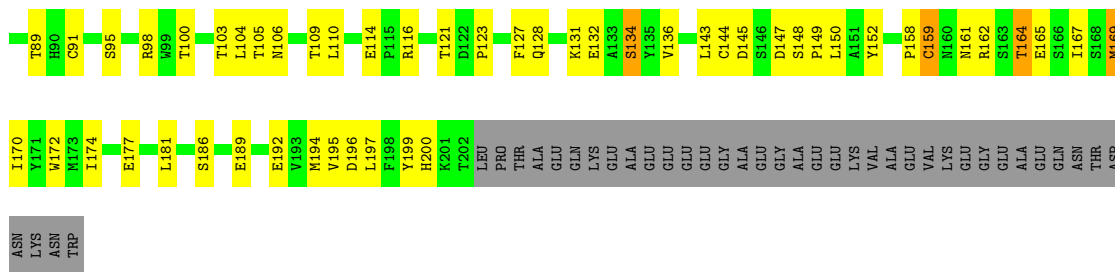 T89 H90 C91 S95 R98 W99 T100 T103 L104 T105 N106 T109 L110 E114 P115 R116 T121 D122 P123 F127 Q128 K131 E132 A133 S134 Y135 V136 L143 C144 D145 S146 D147 S148 P149 L150 A151 Y152 P158 C159 N160 N161 R162 S163 T164 E165 S166 I167 S168 M169
I170 Y171 W172 M173 I174 E177 L181 S186 E189 E192 V193 M194 V195 D196 L197 F198 Y199 H200 K201 T202 LEU PRO THR ALA GLU GLN LYS GLU ALA GLU GLU GLU GLU GLY ALA GLU GLY ALA GLU GLU LYS VAL ALA GLU VAL LYS GLU GLY GLU ALA GLU GLN ASN THR ASP
ASN LYS ASN TRP